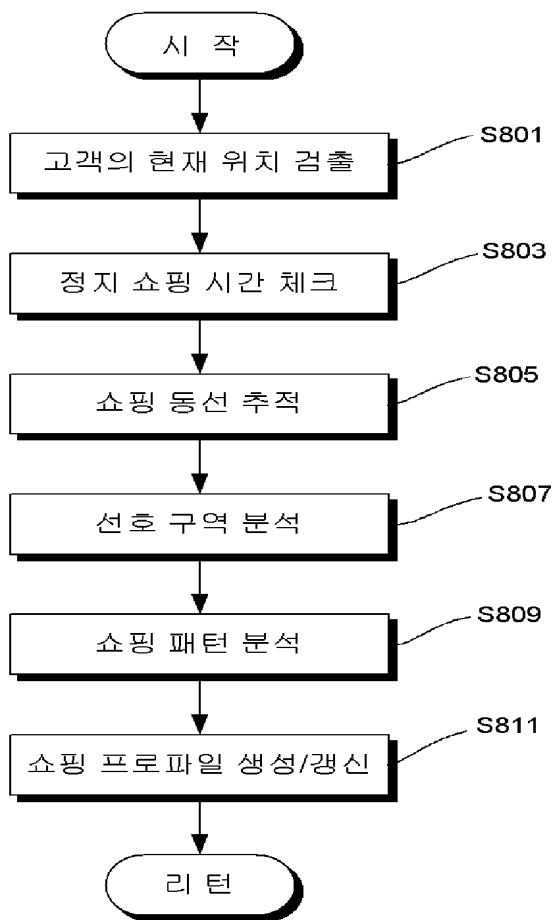 시 작
고객의 현재 위치 검출
S801
정지 쇼핑 시간 체크
S803
쇼핑 동선 추적
S805
선호 구역 분석
S807
쇼핑 패턴 분석
S809
쇼핑 프로파일 생성/갱신
S811
리 턴